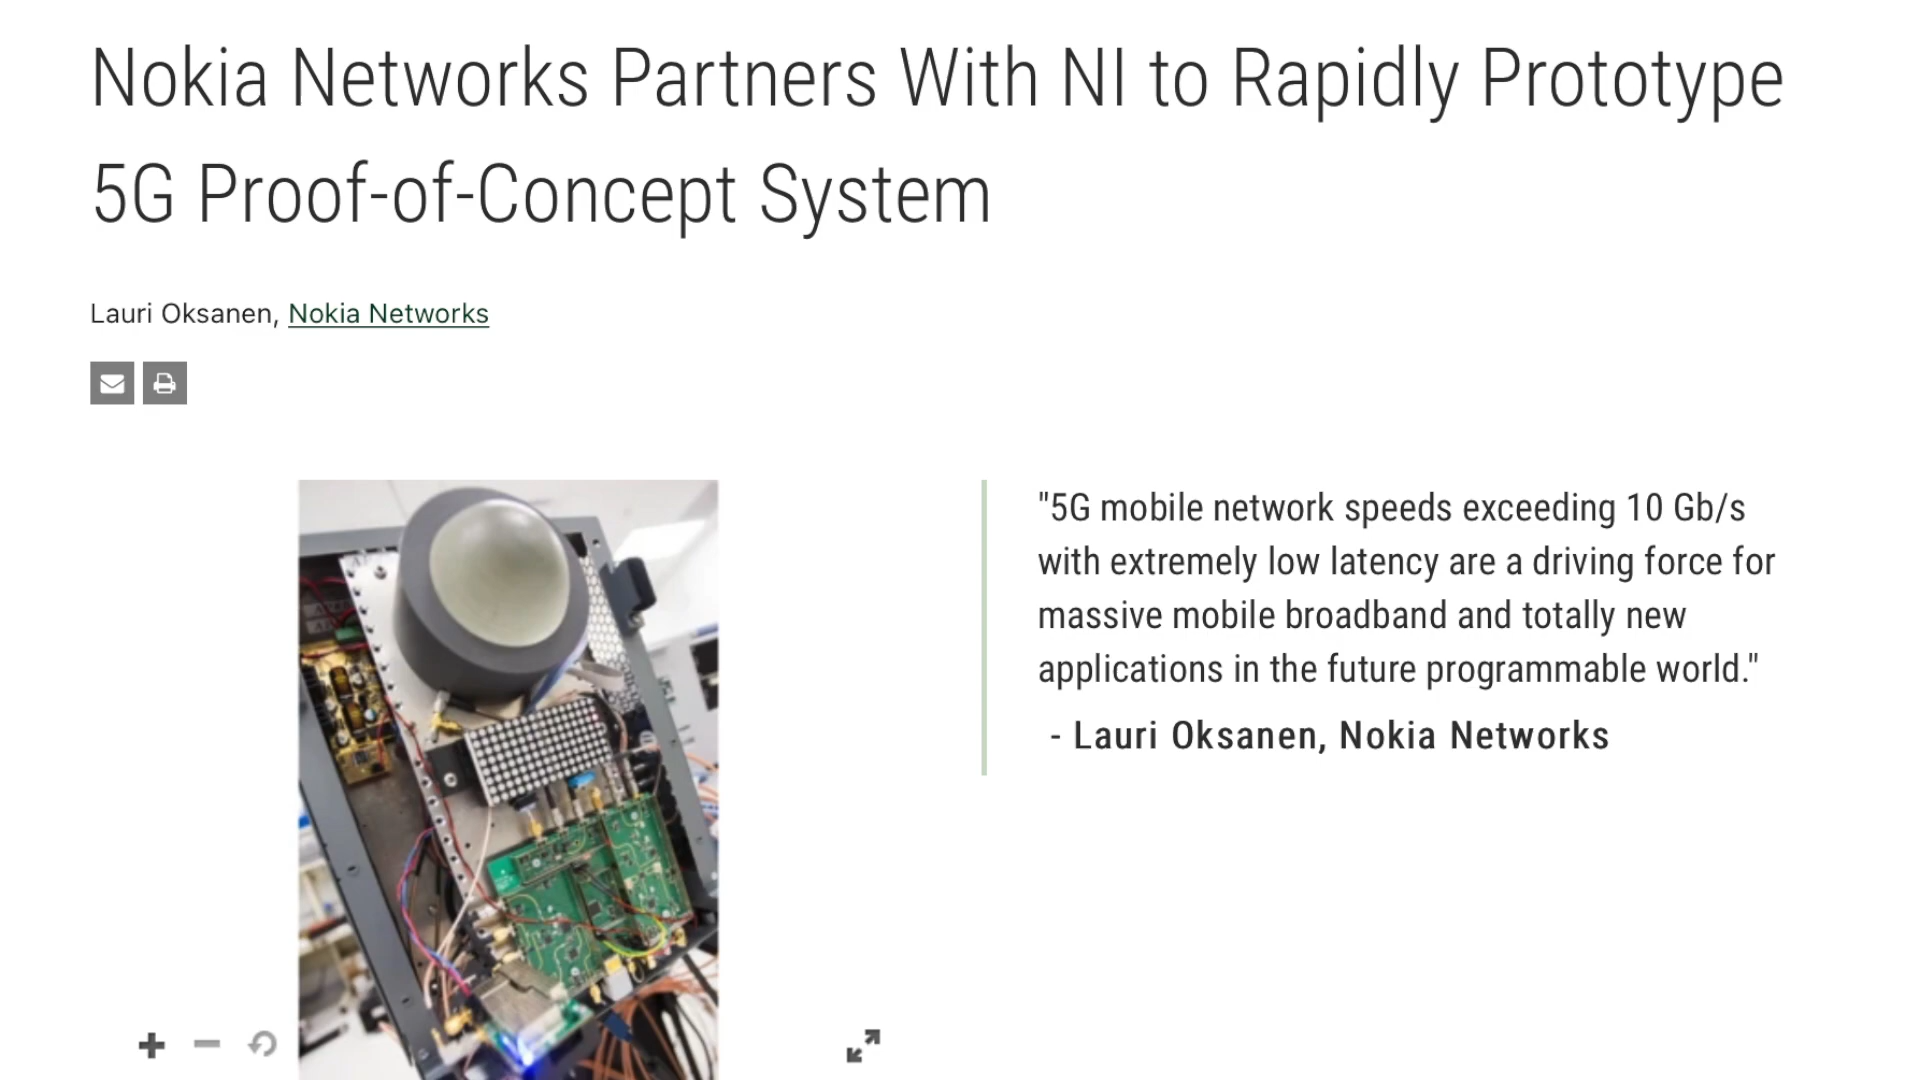 Nokia Networks Partners With NI to Rapidly Prototype
5G Proof-of-Concept System
Lauri Oksanen, Nokia Networks
"5G mobile network speeds exceeding 10 Gb/s
with extremely low latency are a driving force for
massive mobile broadband and totally new
applications in the future programmable world."
- Lauri Oksanen, Nokia Networks